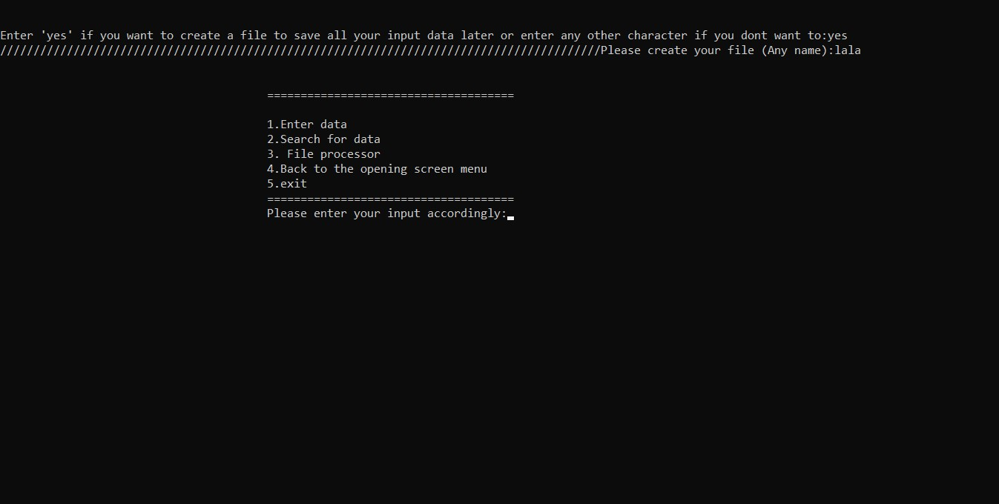 Enter 'yes' if you want to create a file to save all your input data later or enter any other character if you dont want to:yes
//////////////////////////////////////////////////////////////////////////////////////////Please create your file (Any name):lala
=====================================
1.Enter data
2.Search for data
3. File processor
4.Back to the opening screen menu
5.exit
=====================================
Please enter your input accordingly: